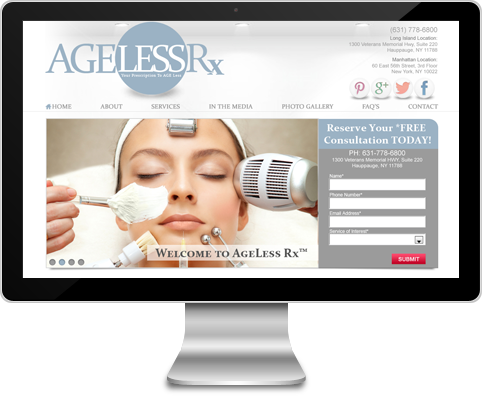 AGELESSRx
Your Prescription To AGE Less
(631) 778-6800
Long Island Location:
1300 Veterans Memorial Hwy, Suite 220
Hauppauge, NY 11788
Manhattan Location:
60 East 56th Street, 3rd Floor
New York, NY 10022
HOME ABOUT SERVICES IN THE MEDIA PHOTO GALLERY FAQ'S CONTACT
Reserve Your *FREE
Consultation TODAY!
PH: 631-778-6800
1300 Veterans Memorial HWY, Suite 220
Hauppauge, NY 11788
Name*
Phone Number*
Email Address*
Service of Interest*
SUBMIT
WELCOME TO AGELESS RX™